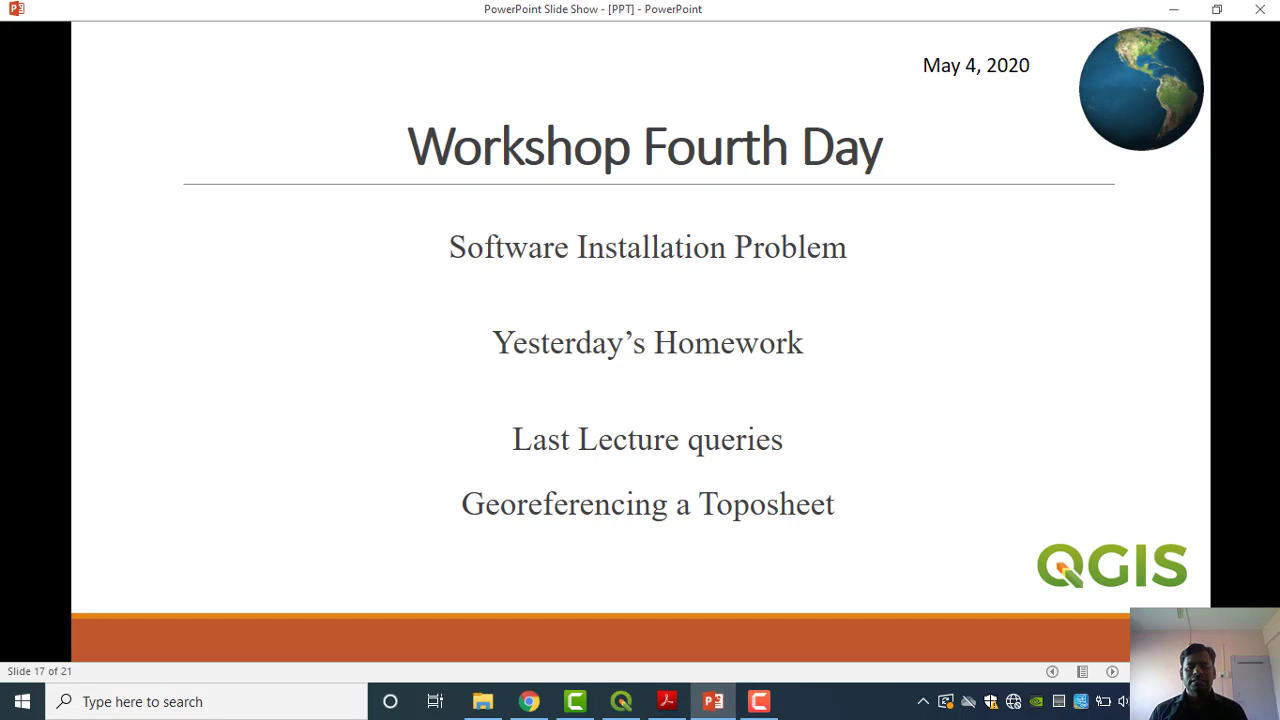 PowerPoint Slide Show - [PPT] - PowerPoint
May 4, 2020
Workshop Fourth Day
Software Installation Problem
Yesterday’s Homework
Last Lecture queries
Georeferencing a Toposheet
QGIS
Slide 17 of 21
Type here to search